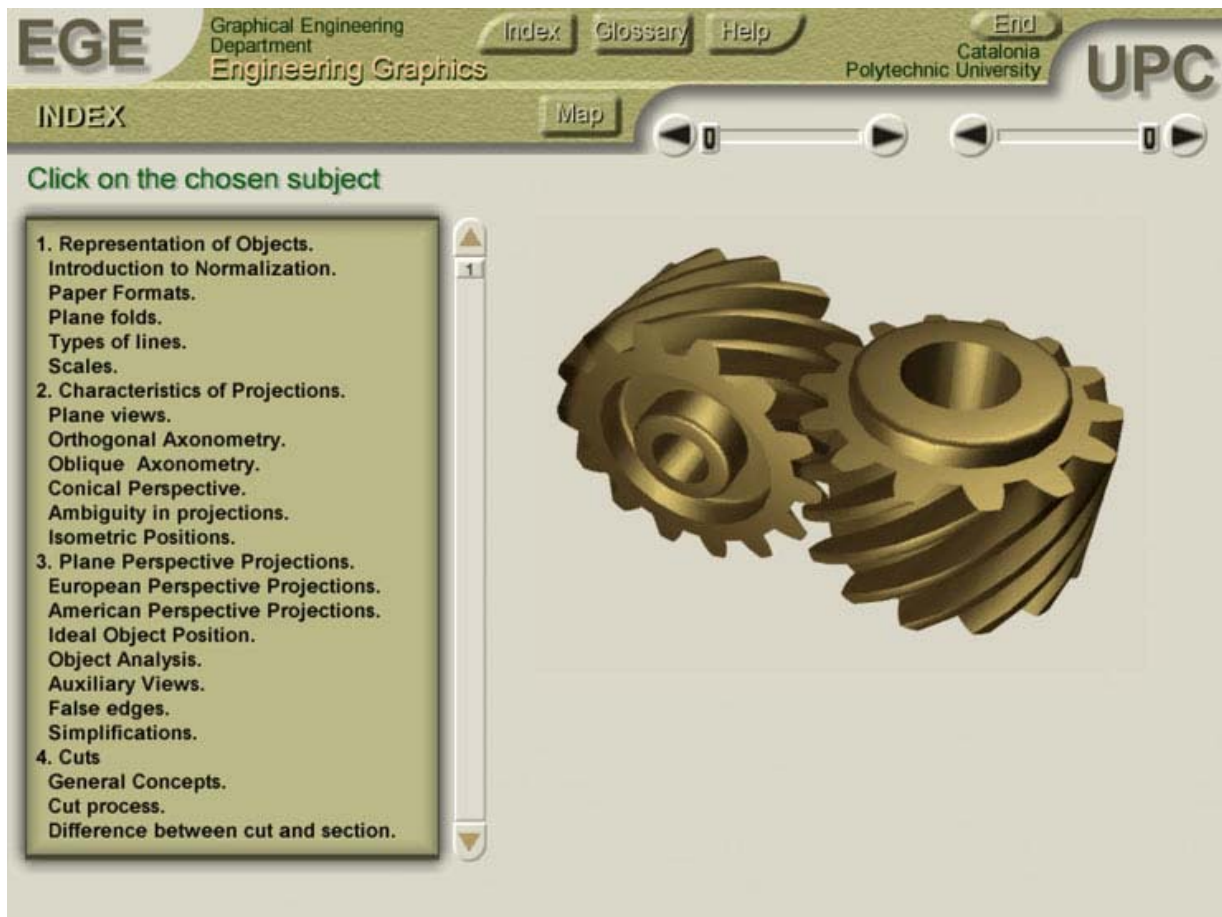 EGE
Graphical Engineering
Department
Engineering Graphics
Index
Glossary
Help
End
Catalonia
Polytechnic University
UPC
INDEX
Map
0
0
Click on the chosen subject
1. Representation of Objects.
Introduction to Normalization.
Paper Formats.
Plane folds.
Types of lines.
Scales.
2. Characteristics of Projections.
Plane views.
Orthogonal Axonometry.
Oblique Axonometry.
Conical Perspective.
Ambiguity in projections.
Isometric Positions.
3. Plane Perspective Projections.
European Perspective Projections.
American Perspective Projections.
Ideal Object Position.
Object Analysis.
Auxiliary Views.
False edges.
Simplifications.
4. Cuts
General Concepts.
Cut process.
Difference between cut and section.
1